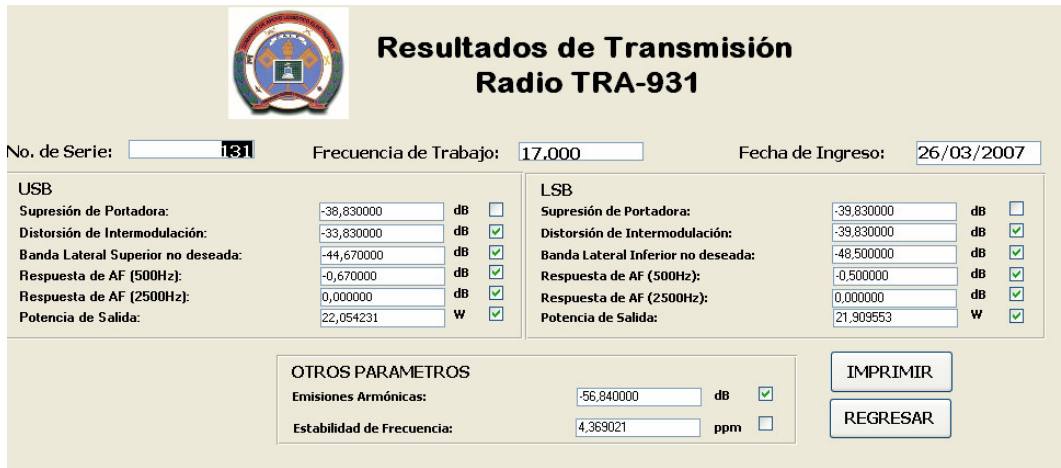 Resultados de Transmisión
Radio TRA-931
No. de Serie: 131 Frecuencia de Trabajo: 17.000 Fecha de Ingreso: 26/03/2007
USB
Supresión de Portadora: -38,830000 dB
Distorsión de Intermodulación: -33,830000 dB
Banda Lateral Superior no deseada: -44,670000 dB
Respuesta de AF (500Hz): -0,670000 dB
Respuesta de AF (2500Hz): 0,000000 dB
Potencia de Salida: 22,054231 W
LSB
Supresión de Portadora: -39,830000 dB
Distorsión de Intermodulación: -39,830000 dB
Banda Lateral Inferior no deseada: -48,500000 dB
Respuesta de AF (500Hz): -0,500000 dB
Respuesta de AF (2500Hz): 0,000000 dB
Potencia de Salida: 21,909553 W
OTROS PARAMETROS
Emisiones Armónicas: -56,840000 dB
Estabilidad de Frecuencia: 4,369021 ppm
IMPRIMIR
REGRESAR